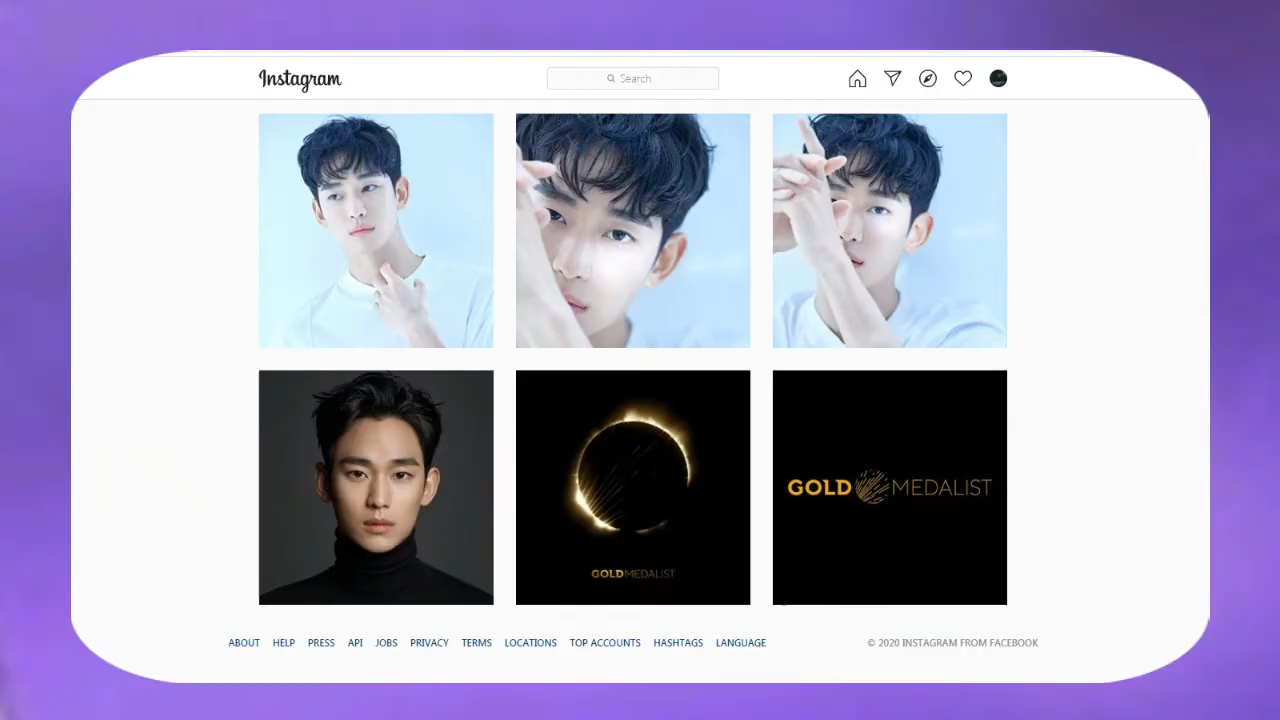 Instagram
Search
GOLD MEDALIST
GOLDMEDALIST
ABOUT HELP PRESS API JOBS PRIVACY TERMS LOCATIONS TOP ACCOUNTS HASHTAGS LANGUAGE
© 2020 INSTAGRAM FROM FACEBOOK